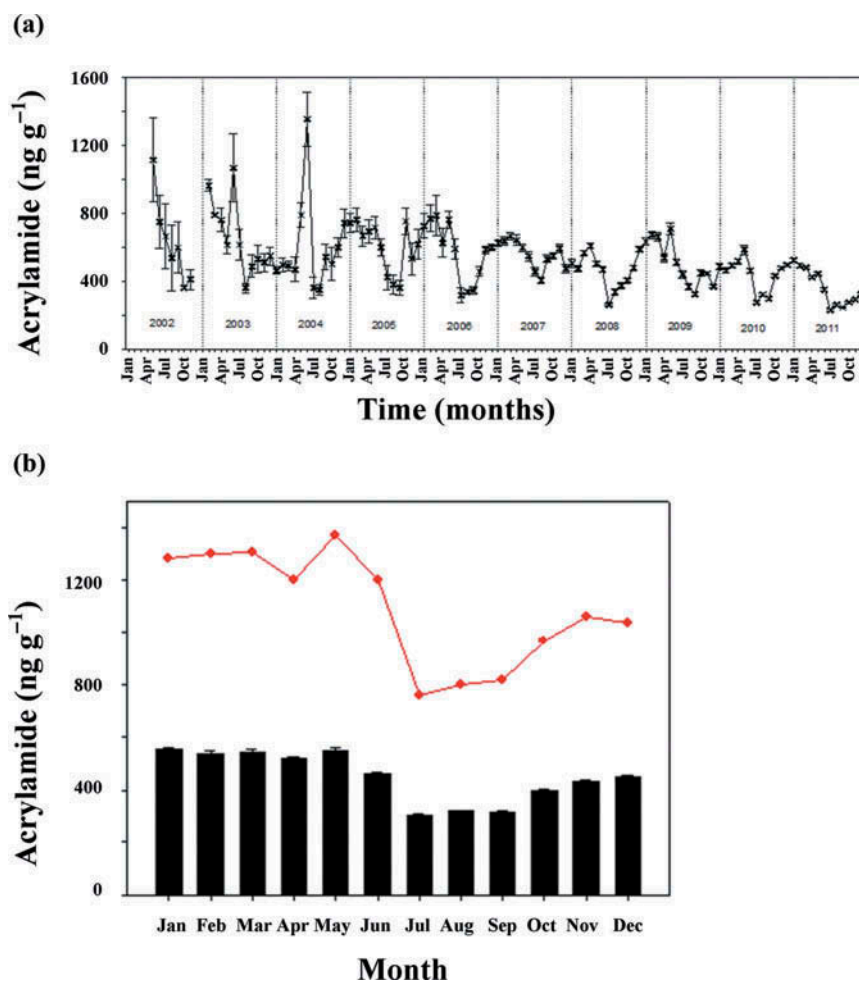 (a)
Acrylamide (ng g⁻¹)
1600
1200
800
400
0
2002 2003 2004 2005 2006 2007 2008 2009 2010 2011
Jan Apr Jul Oct Jan Apr Jul Oct Jan Apr Jul Oct Jan Apr Jul Oct Jan Apr Jul Oct Jan Apr Jul Oct Jan Apr Jul Oct Jan Apr Jul Oct Jan Apr Jul Oct Jan Apr Jul Oct
Time (months)
(b)
Acrylamide (ng g⁻¹)
1200
800
400
0
Jan Feb Mar Apr May Jun Jul Aug Sep Oct Nov Dec
Month